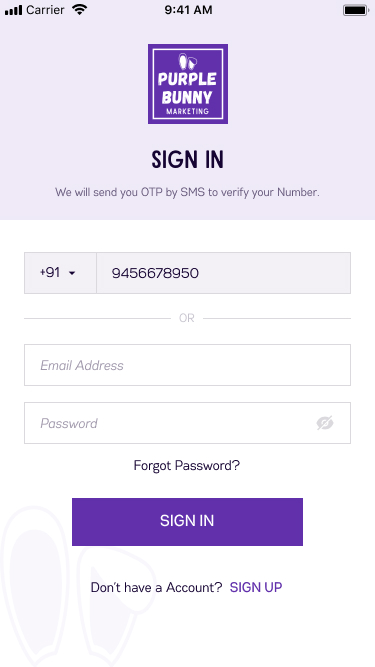 Carrier 9:41 AM
PURPLE
BUNNY
MARKETING
SIGN IN
We will send you OTP by SMS to verify your Number.
+91 9456678950
OR
Email Address
Password
Forgot Password?
SIGN IN
Don't have a Account? SIGN UP